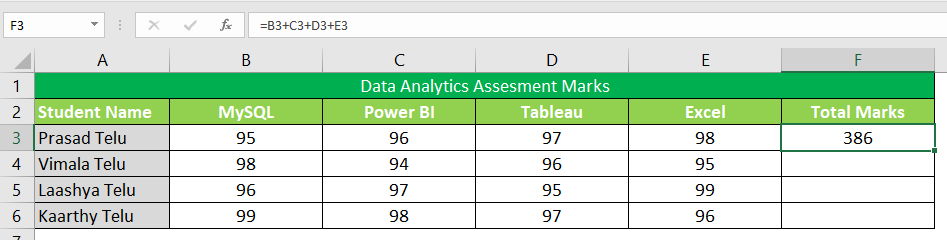 F3 fx =B3+C3+D3+E3
A B C D E F
1 Data Analytics Assesment Marks
2 Student Name MySQL Power BI Tableau Excel Total Marks
3 Prasad Telu 95 96 97 98 386
4 Vimala Telu 98 94 96 95
5 Laashya Telu 96 97 95 99
6 Kaarthy Telu 99 98 97 96